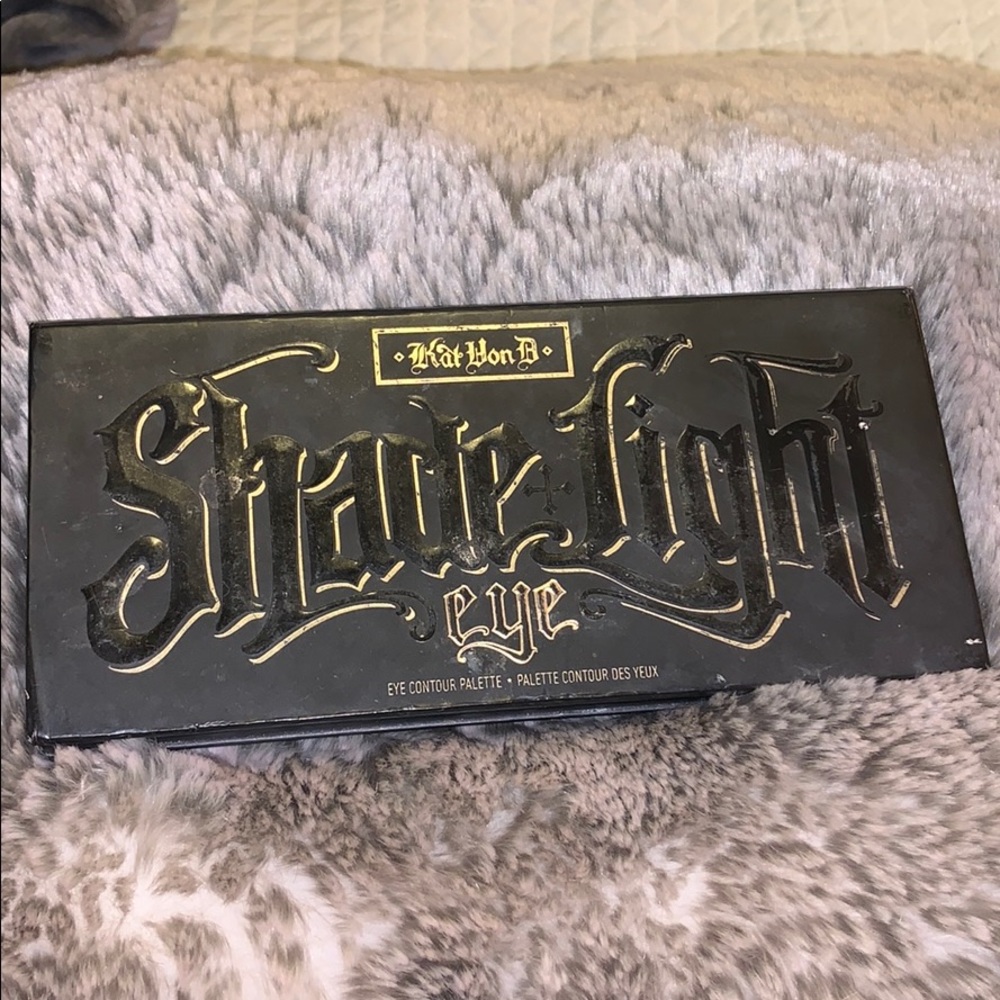 Kat Von D
Shade + Light
eye
EYE CONTOUR PALETTE • PALETTE CONTOUR DES YEUX